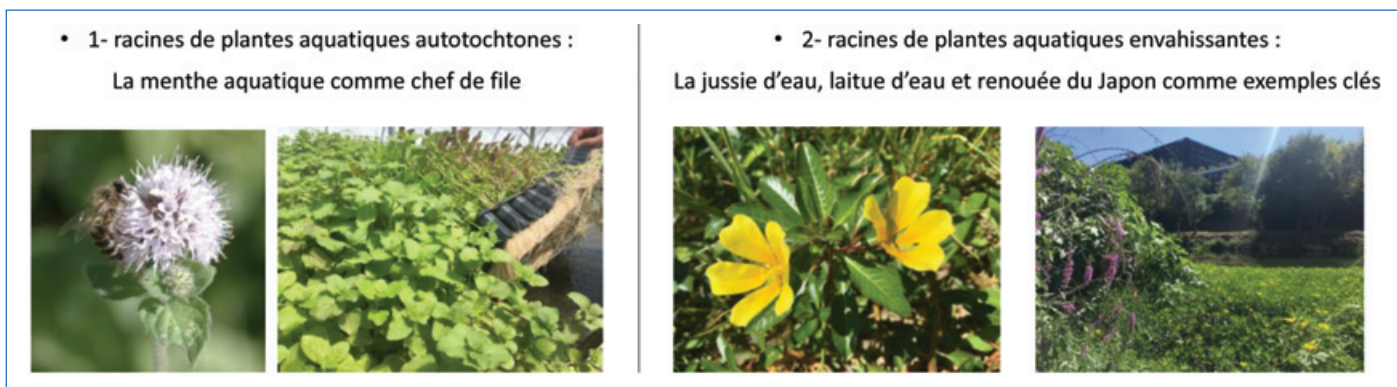 • 1- racines de plantes aquatiques autotochtones :
La menthe aquatique comme chef de file
• 2- racines de plantes aquatiques envahissantes :
La jussie d'eau, laitue d'eau et renouée du Japon comme exemples clés